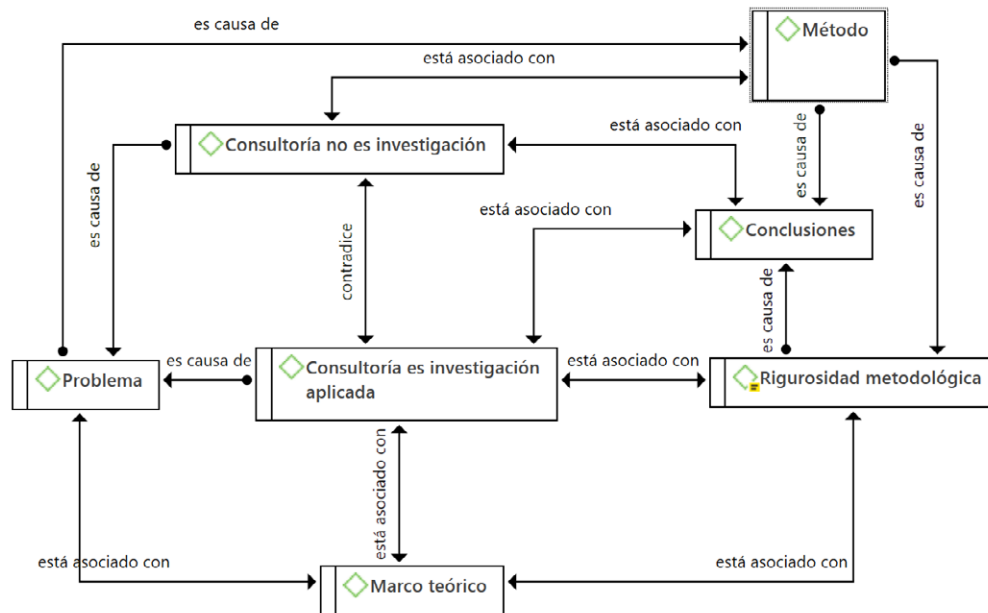 es causa de
Método
está asociado con
está asociado con
Consultoría no es investigación
es causa de
es causa de
es causa de
está asociado con
Conclusiones
contradice
es causa de
es causa de
Problema
Consultoría es investigación
aplicada
está asociado con
Rigurosidad metodológica
está asociado con
está asociado con
está asociado con
Marco teórico